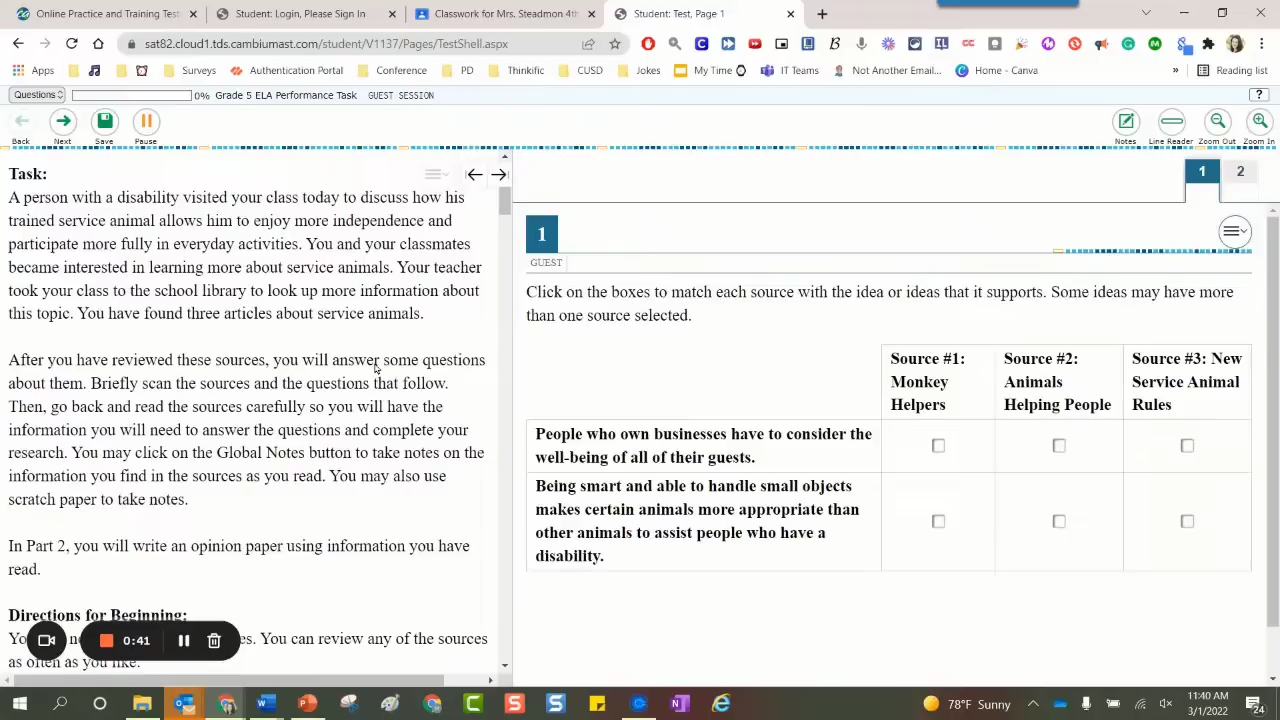 Student: Choose Tests
Student: Login: Please Sign In
Classwork for Mrs. Steadman 4th
Student: Test, Page 1
sat82.cloud1.tds.cambiumast.com/student/V1137/Pages/TestShell.aspx
Apps
Surveys
Authentication Portal
Conference
PD
Thinkific
CUSD
Jokes
My Time
IT Teams
Not Another Email...
Home - Canva
»
Reading list
Questions
0%
Grade 5 ELA Performance Task
GUEST SESSION
?
Back
Next
Save
Pause
Notes
Line Reader
Zoom Out
Zoom In
Task:
A person with a disability visited your class today to discuss how his
trained service animal allows him to enjoy more independence and
participate more fully in everyday activities. You and your classmates
became interested in learning more about service animals. Your teacher
took your class to the school library to look up more information about
this topic. You have found three articles about service animals.
After you have reviewed these sources, you will answer some questions
about them. Briefly scan the sources and the questions that follow.
Then, go back and read the sources carefully so you will have the
information you will need to answer the questions and complete your
research. You may click on the Global Notes button to take notes on the
information you find in the sources as you read. You may also use
scratch paper to take notes.
In Part 2, you will write an opinion paper using information you have
read.
Directions for Beginning:
es. You can review any of the sources
as often as you like.
0:41
1
2
1
GUEST
Click on the boxes to match each source with the idea or ideas that it supports. Some ideas may have more
than one source selected.
Source #1:
Monkey
Helpers
Source #2:
Animals
Helping People
Source #3: New
Service Animal
Rules
People who own businesses have to consider the
well-being of all of their guests.
Being smart and able to handle small objects
makes certain animals more appropriate than
other animals to assist people who have a
disability.
78°F Sunny
11:40 AM
3/1/2022
24